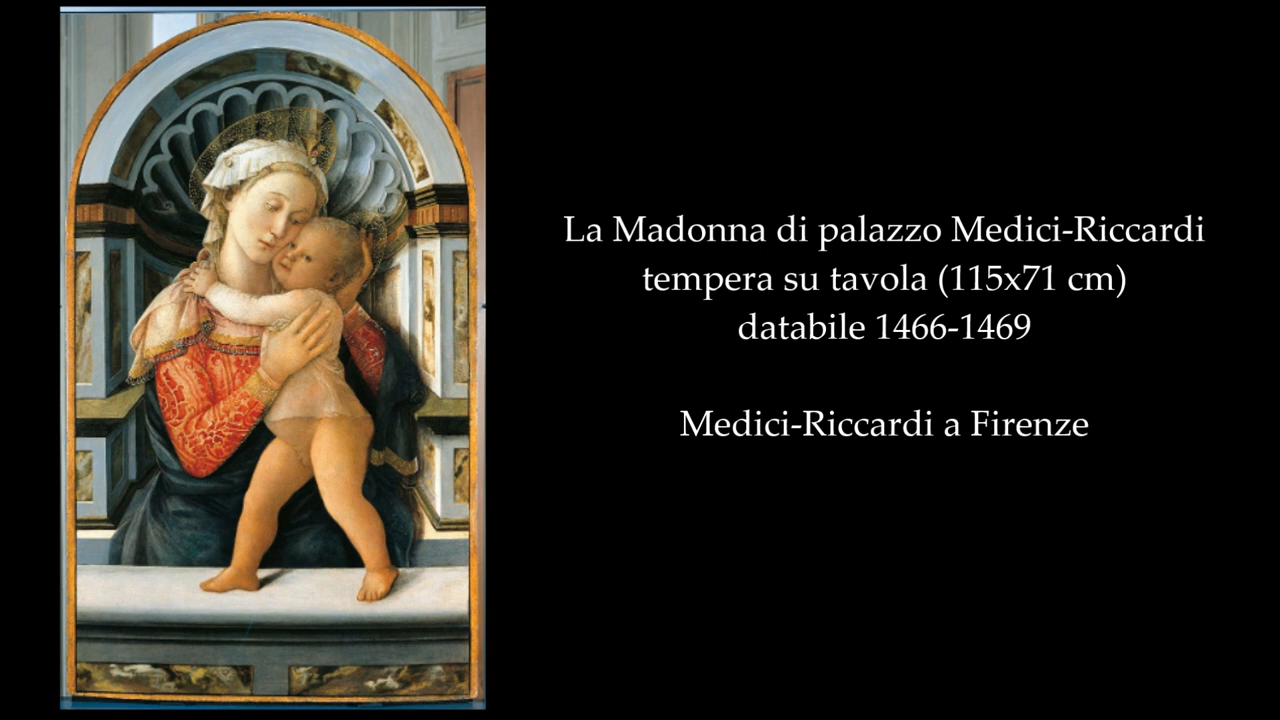 La Madonna di palazzo Medici-Riccardi
tempera su tavola (115x71 cm)
databile 1466-1469
Medici-Riccardi a Firenze